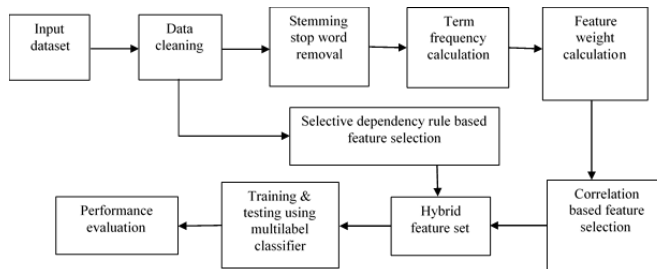 Input
dataset
Data
cleaning
Stemming
stop word
removal
Term
frequency
calculation
Feature
weight
calculation
Selective dependency rule based
feature selection
Performance
evaluation
Training &
testing using
multilabel
classifier
Hybrid
feature set
Correlation
based feature
selection